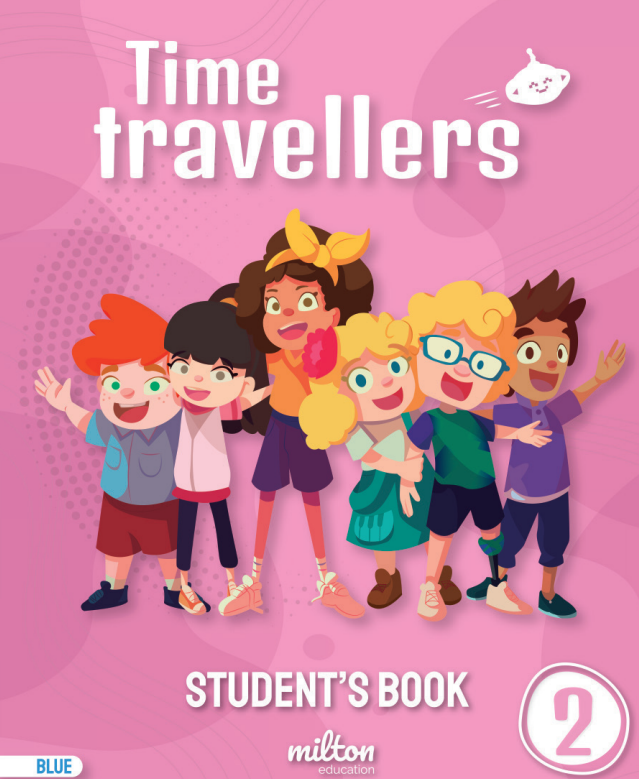 Time
travellers
STUDENT'S BOOK
2
milton
education
BLUE